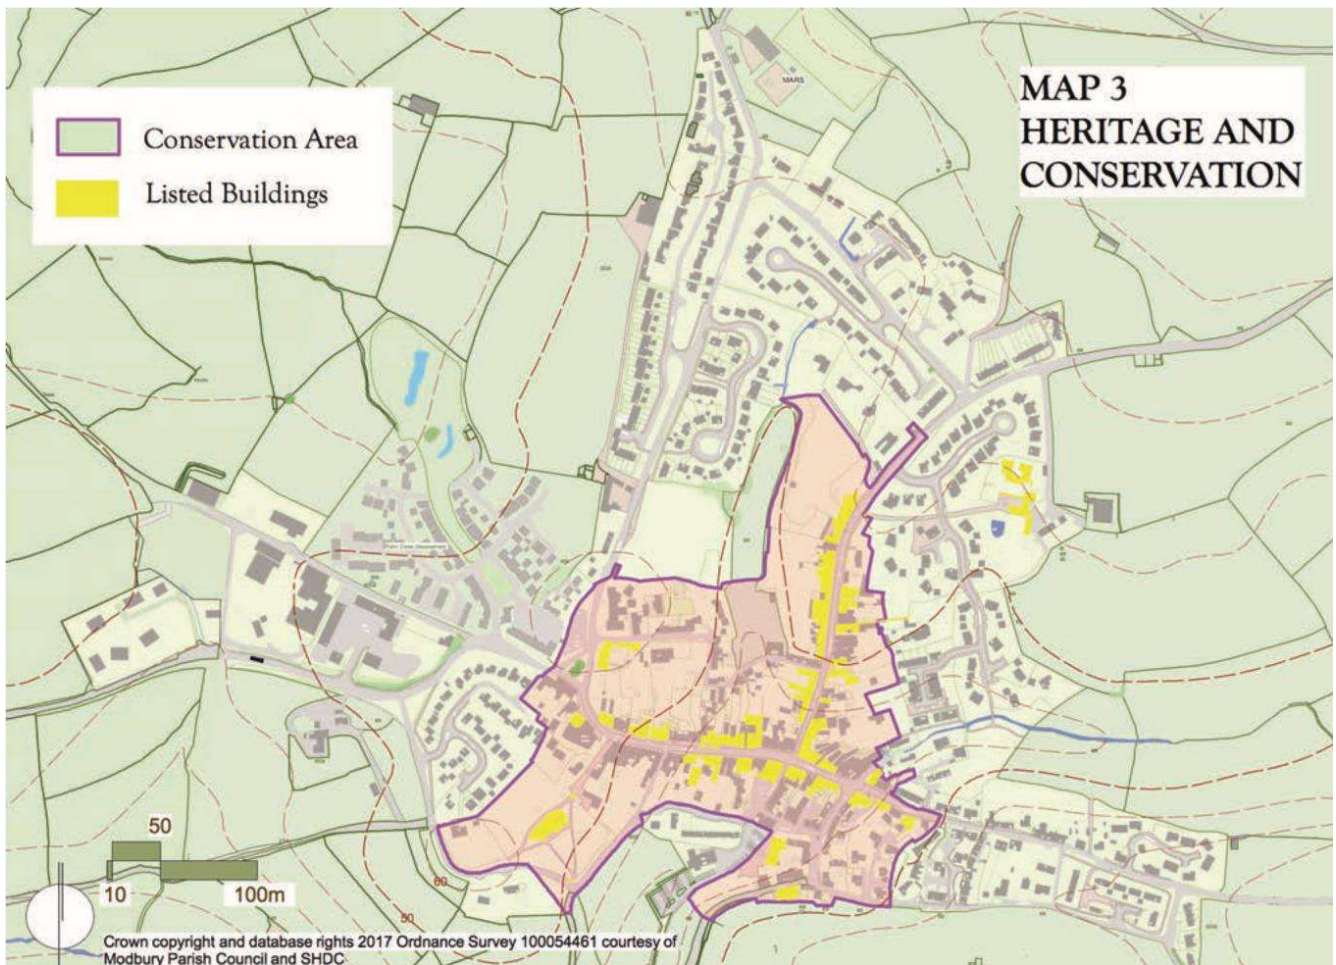 MAP 3
HERITAGE AND
CONSERVATION
Conservation Area
Listed Buildings
MARS
50
10
100m
60
50
Crown copyright and database rights 2017 Ordnance Survey 100054461 courtesy of
Modbury Parish Council and SHDC